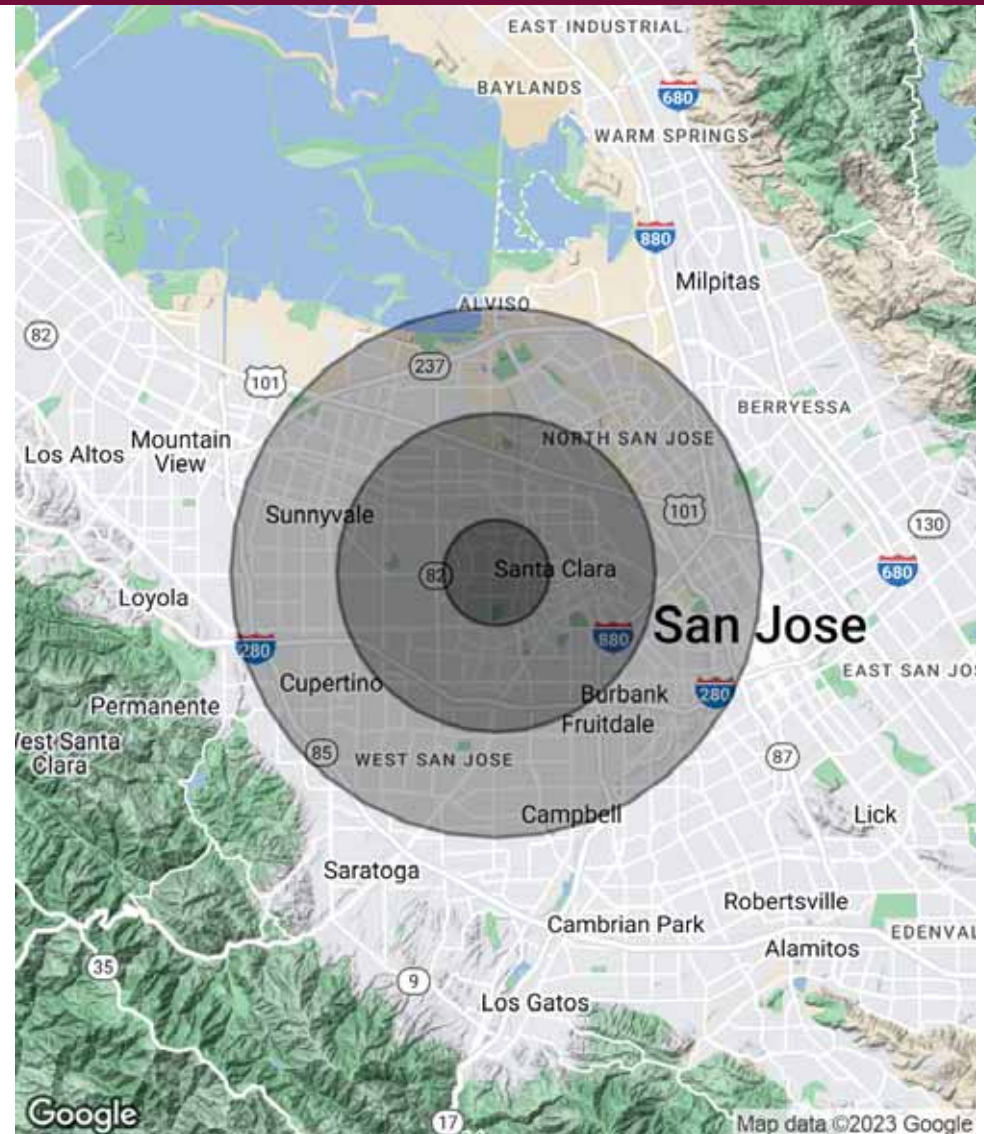 EAST INDUSTRIAL
BAYLANDS
680
WARM SPRINGS
880
Milpitas
ALVISO
82
237
101
BERRYESSA
Mountain
View
NORTH SAN JOSE
Los Altos
Sunnyvale
101
130
82
Santa Clara
680
Loyola
San Jose
880
280
EAST SAN JO
Cupertino
Permanente
Burbank
280
Fruitdale
West Santa
Clara
85
WEST SAN JOSE
87
Campbell
Lick
Saratoga
Robertsville
Cambrian Park
EDENVAL
Alamitos
35
9
Los Gatos
Google
17
Map data ©2023 Google